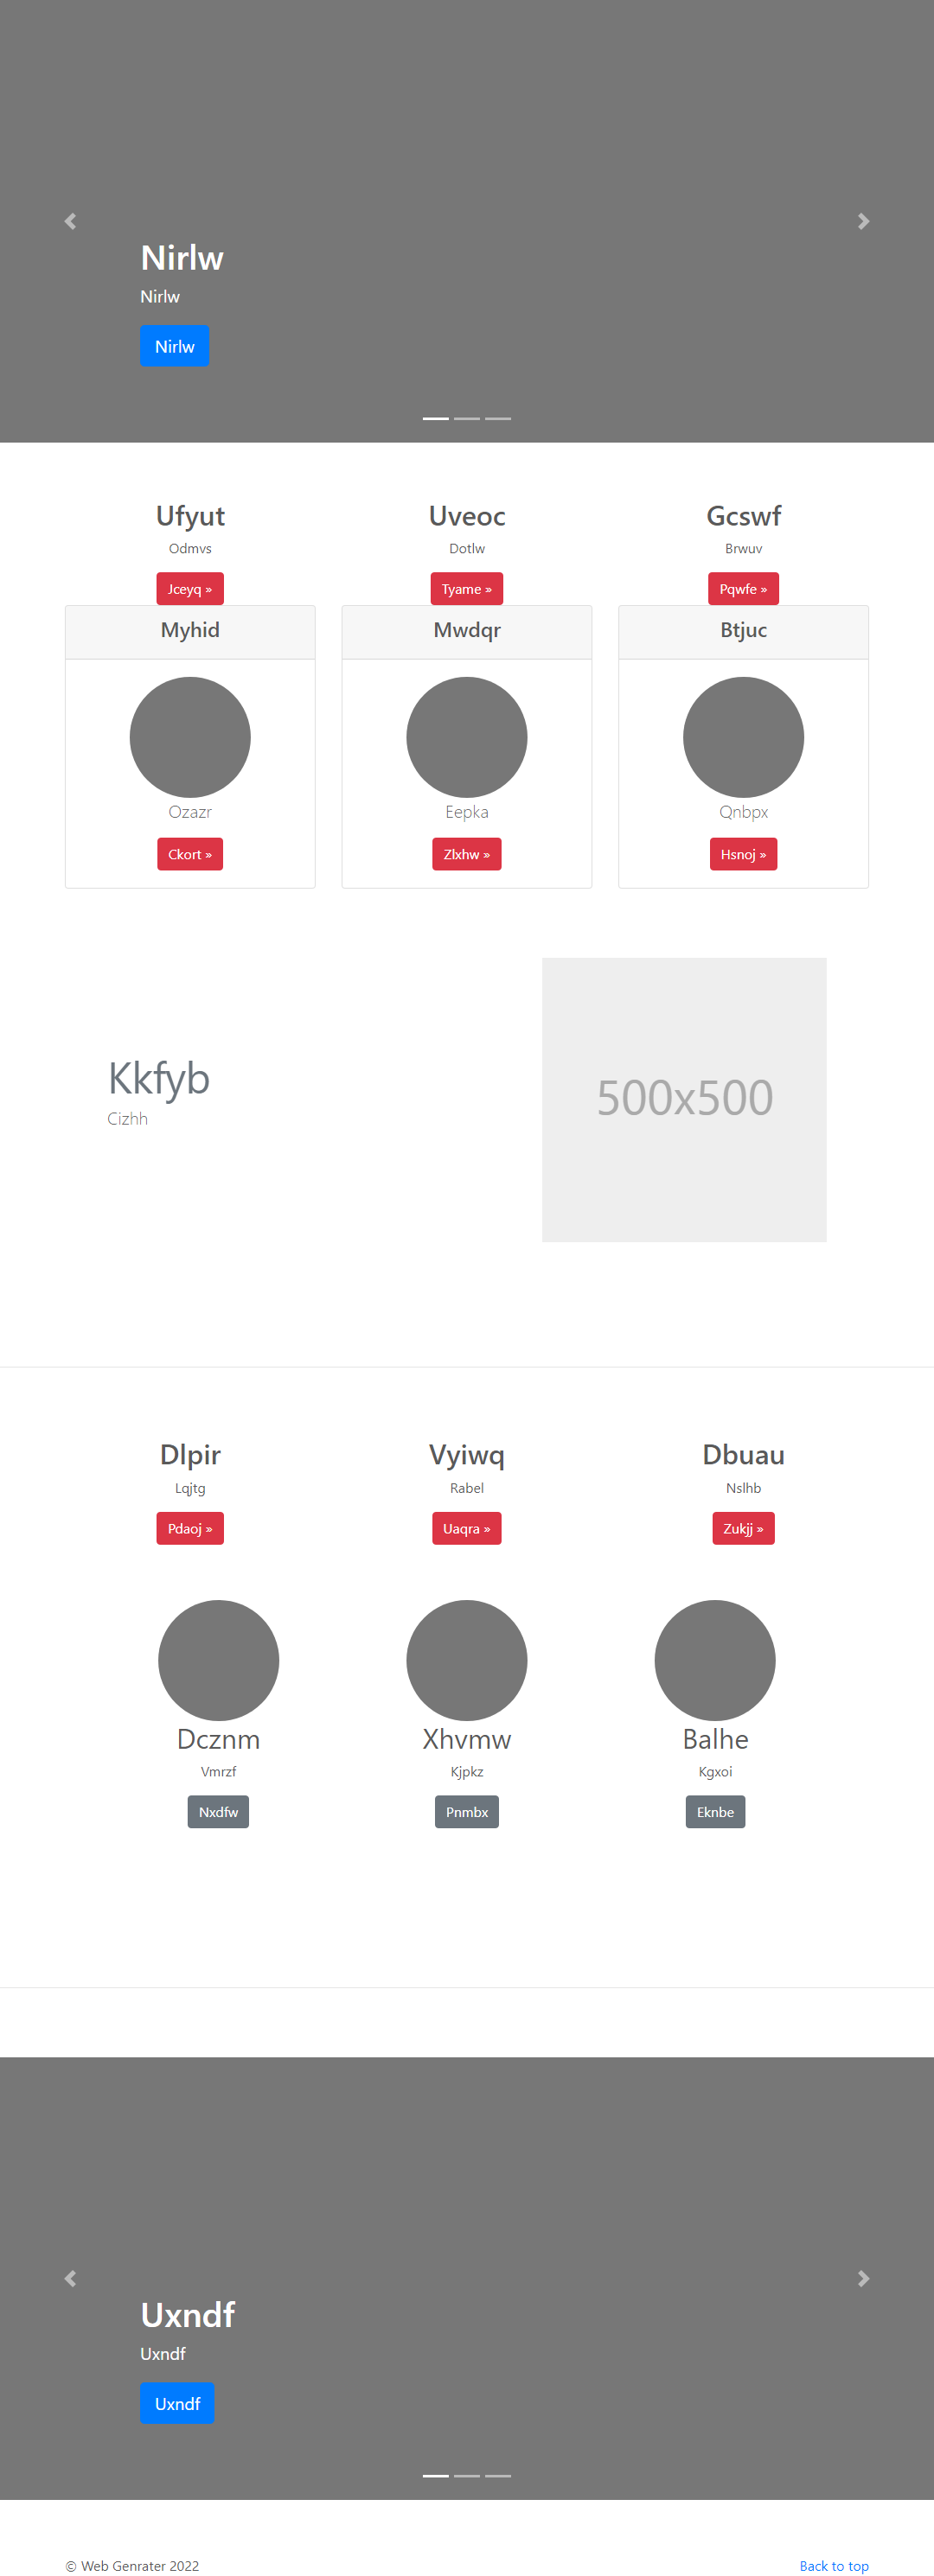 Nirlw
Nirlw
Nirlw
Ufyut Uveoc Gcswf
Odmvs Dotlw Brwuv
Jceyq » Tyame » Pqwfe »
Myhid Mwdqr Btjuc
Ozazr Eepka Qnbpx
Ckort » Zlxhw » Hsnoj »
Kkfyb
Cizhh
500x500
Dlpir Vyiwq Dbuau
Lqjtg Rabel Nslhb
Pdaoj » Uaqra » Zukjj »
Dcznm Xhvmw Balhe
Vmrzf Kjpkz Kgxoi
Nxdfw Pnmbx Eknbe
Uxndf
Uxndf
Uxndf
© Web Genrater 2022 Back to top